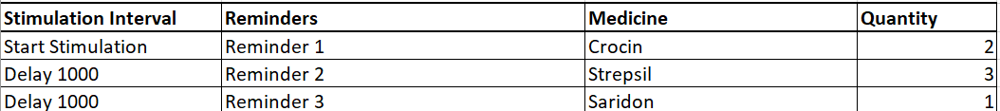 Stimulation Interval Reminders Medicine Quantity
Start Stimulation Reminder 1 Crocin 2
Delay 1000 Reminder 2 Strepsil 3
Delay 1000 Reminder 3 Saridon 1